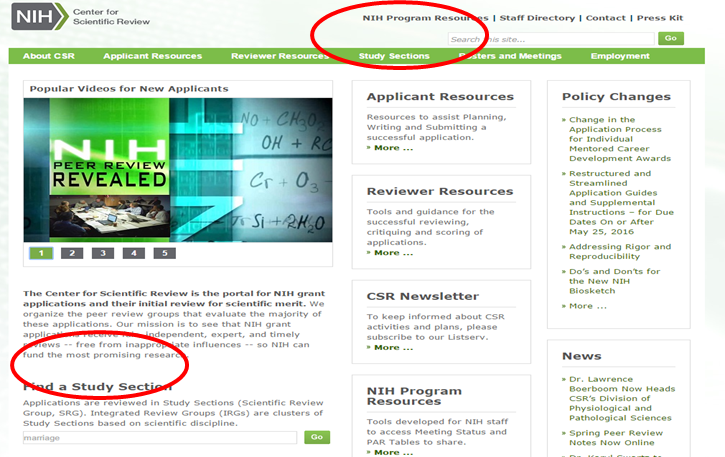 NIH Center for
Scientific Review
NIH Program Resources | Staff Directory | Contact | Press Kit
Search this site...
Go
About CSR Applicant Resources Reviewer Resources Study Sections Rosters and Meetings Employment
Popular Videos for New Applicants
NIH
PEER REVIEW
REVEALED
NO + CH3O
OH + RC
Cr + O3
Si + 2H2O
1 2 3 4 5
The Center for Scientific Review is the portal for NIH grant
applications and their initial review for scientific merit. We
organize the peer review groups that evaluate the majority of
these applications. Our mission is to see that NIH grant
applications receive fair, independent, expert, and timely
reviews -- free from inappropriate influences -- so NIH can
fund the most promising research.
Find a Study Section
Applications are reviewed in Study Sections (Scientific Review
Group, SRG). Integrated Review Groups (IRGs) are clusters of
Study Sections based on scientific discipline.
marriage
Go
Applicant Resources
Resources to assist Planning,
Writing and Submitting a
successful application.
» More ...
Reviewer Resources
Tools and guidance for the
successful reviewing,
critiquing and scoring of
applications.
» More ...
CSR Newsletter
To keep informed about CSR
activities and plans, please
subscribe to our Listserv.
» More ...
NIH Program
Resources
Tools developed for NIH staff
to access Meeting Status and
PAR Tables to share.
» More ...
Policy Changes
» Change in the
Application Process
for Individual
Mentored Career
Development Awards
» Restructured and
Streamlined
Application Guides
and Supplemental
Instructions – for Due
Dates On or After
May 25, 2016
» Addressing Rigor and
Reproducibility
» Do's and Don'ts for
the New NIH
Biosketch
» More ...
News
» Dr. Lawrence
Boerboom Now Heads
CSR's Division of
Physiological and
Pathological Sciences
» Spring Peer Review
Notes Now Online